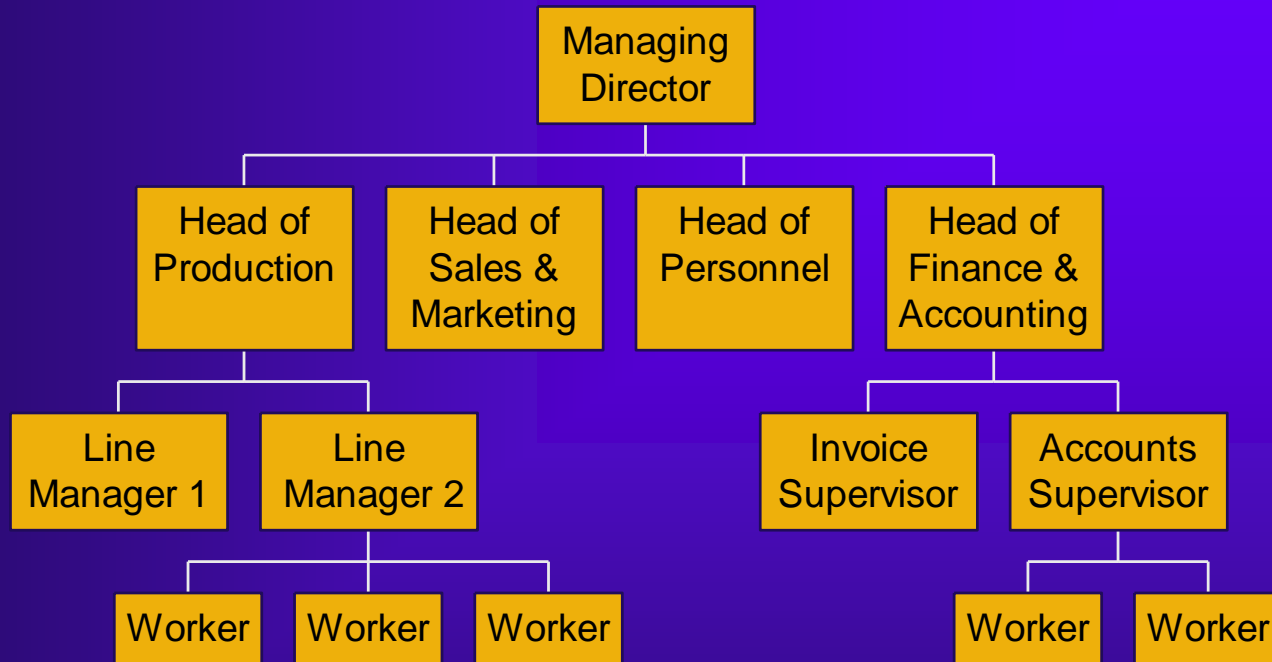 Managing
Director
Head of
Production
Head of
Sales &
Marketing
Head of
Personnel
Head of
Finance &
Accounting
Line
Manager 1
Line
Manager 2
Invoice
Supervisor
Accounts
Supervisor
Worker
Worker
Worker
Worker
Worker